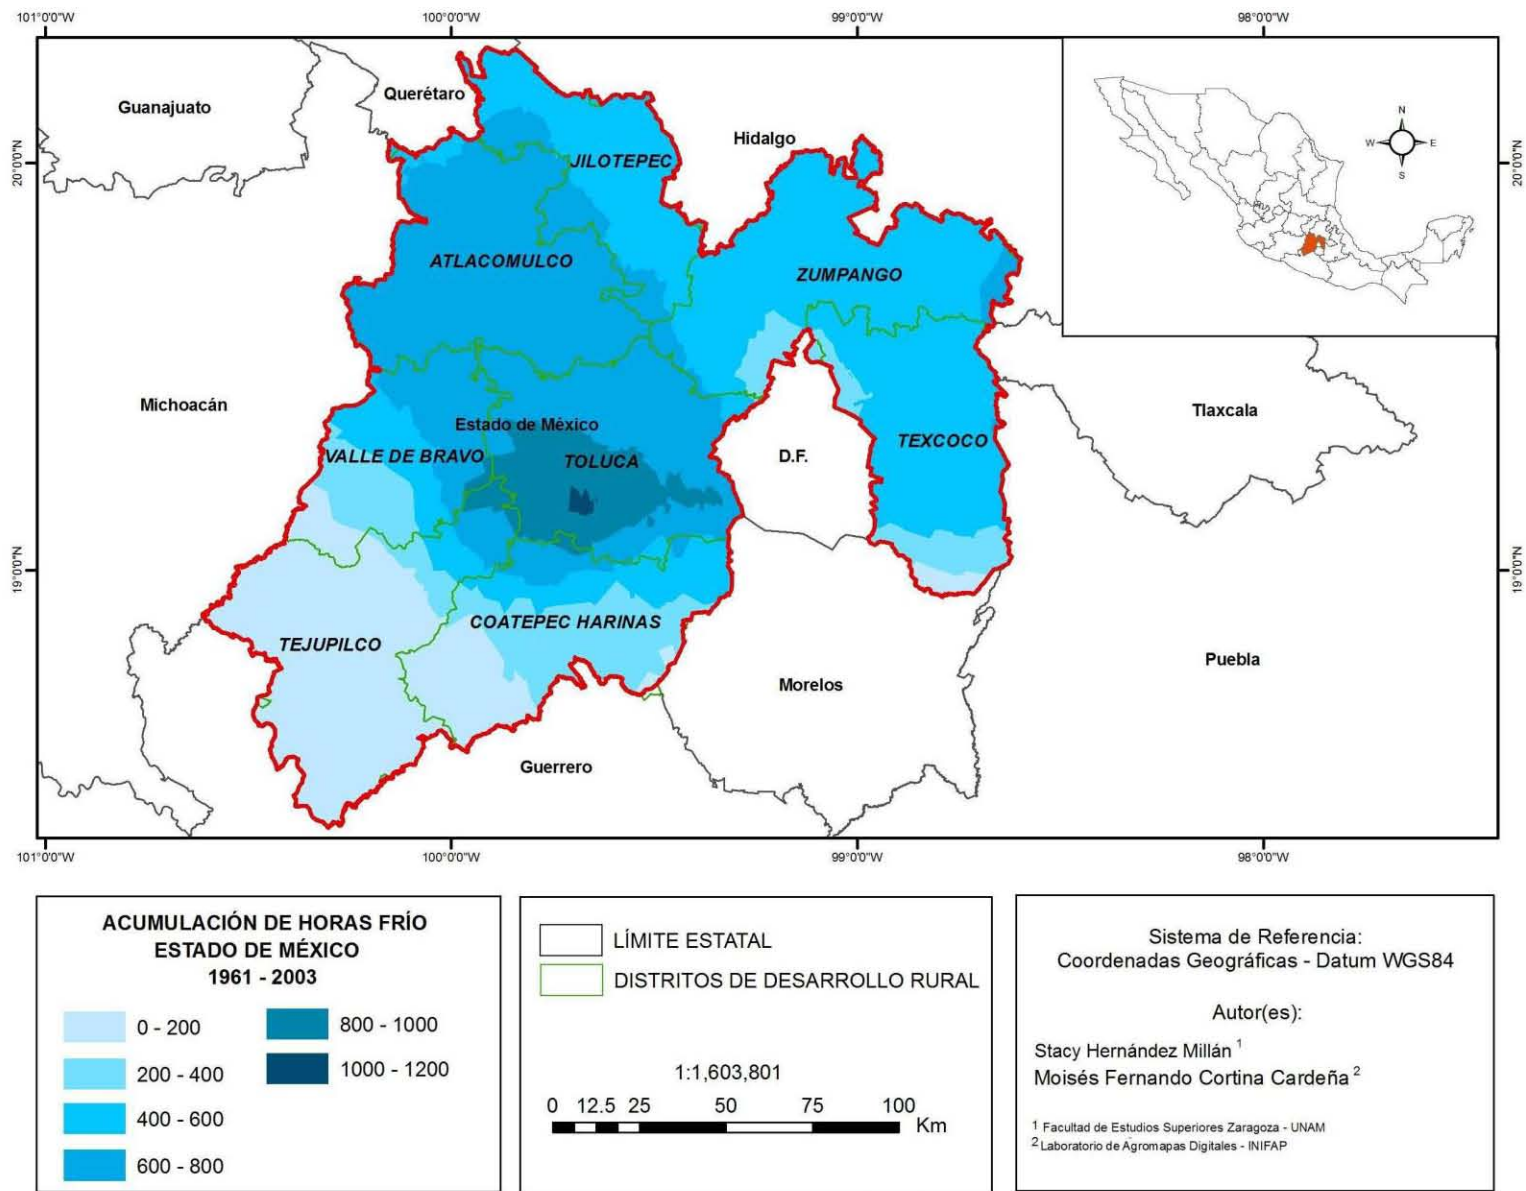 101°0'0"W
100°0'0"W
99°0'0"W
98°0'0"W
20°0'0"N
20°0'0"N
19°0'0"N
19°0'0"N
Guanajuato
Querétaro
Hidalgo
JILOTEPEC
ATLACOMULCO
ZUMPANGO
Michoacán
Estado de México
VALLE DE BRAVO
TOLUCA
D.F.
TEXCOCO
Tlaxcala
COATEPEC HARINAS
TEJUPILCO
Morelos
Puebla
Guerrero
N
W
E
S
101°0'0"W
100°0'0"W
99°0'0"W
98°0'0"W
ACUMULACIÓN DE HORAS FRÍO
ESTADO DE MÉXICO
1961 - 2003
0 - 200
200 - 400
400 - 600
600 - 800
800 - 1000
1000 - 1200
LÍMITE ESTATAL
DISTRITOS DE DESARROLLO RURAL
1:1,603,801
0 12.5 25 50 75 100
Km
Sistema de Referencia:
Coordenadas Geográficas - Datum WGS84
Autor(es):
Stacy Hernández Millán 1
Moisés Fernando Cortina Cardeña 2
1 Facultad de Estudios Superiores Zaragoza - UNAM
2 Laboratorio de Agromapas Digitales - INIFAP